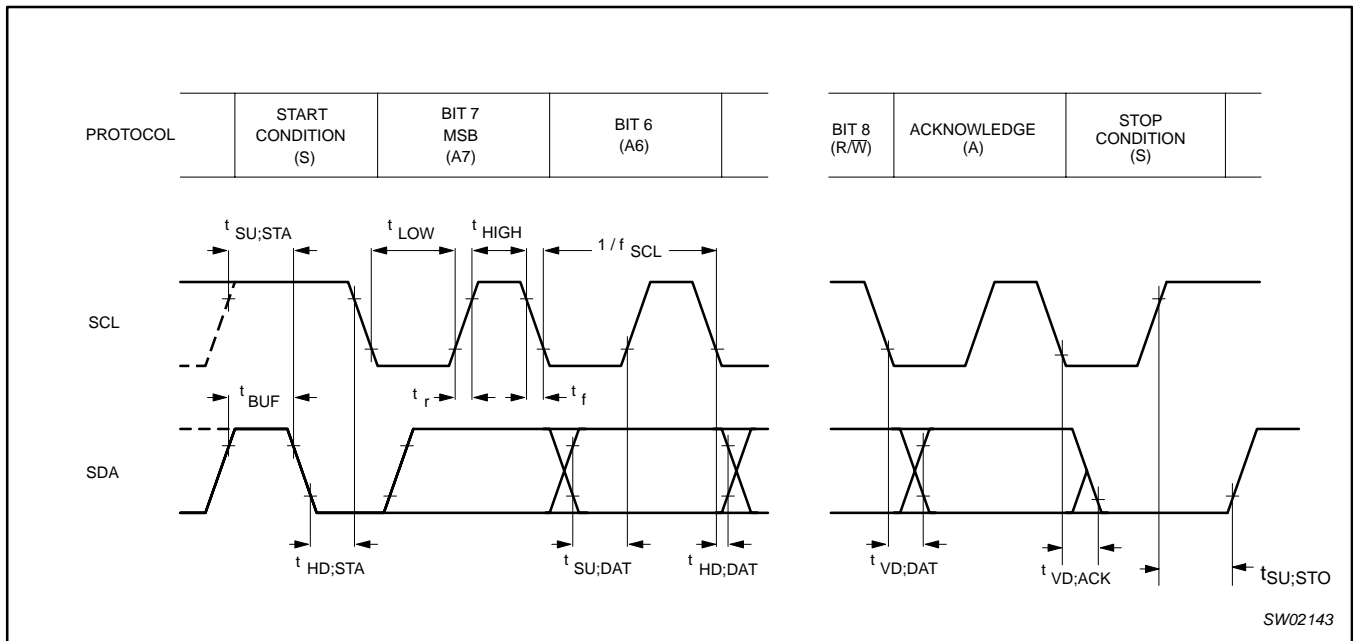 PROTOCOL
START
CONDITION
(S)
BIT 7
MSB
(A7)
BIT 6
(A6)
BIT 8
(R/W̅)
ACKNOWLEDGE
(A)
STOP
CONDITION
(S)
t SU;STA
t LOW
t HIGH
1 / f SCL
SCL
t BUF
t r
t f
SDA
t HD;STA
t SU;DAT
t HD;DAT
t VD;DAT
t VD;ACK
tSU;STO
SW02143